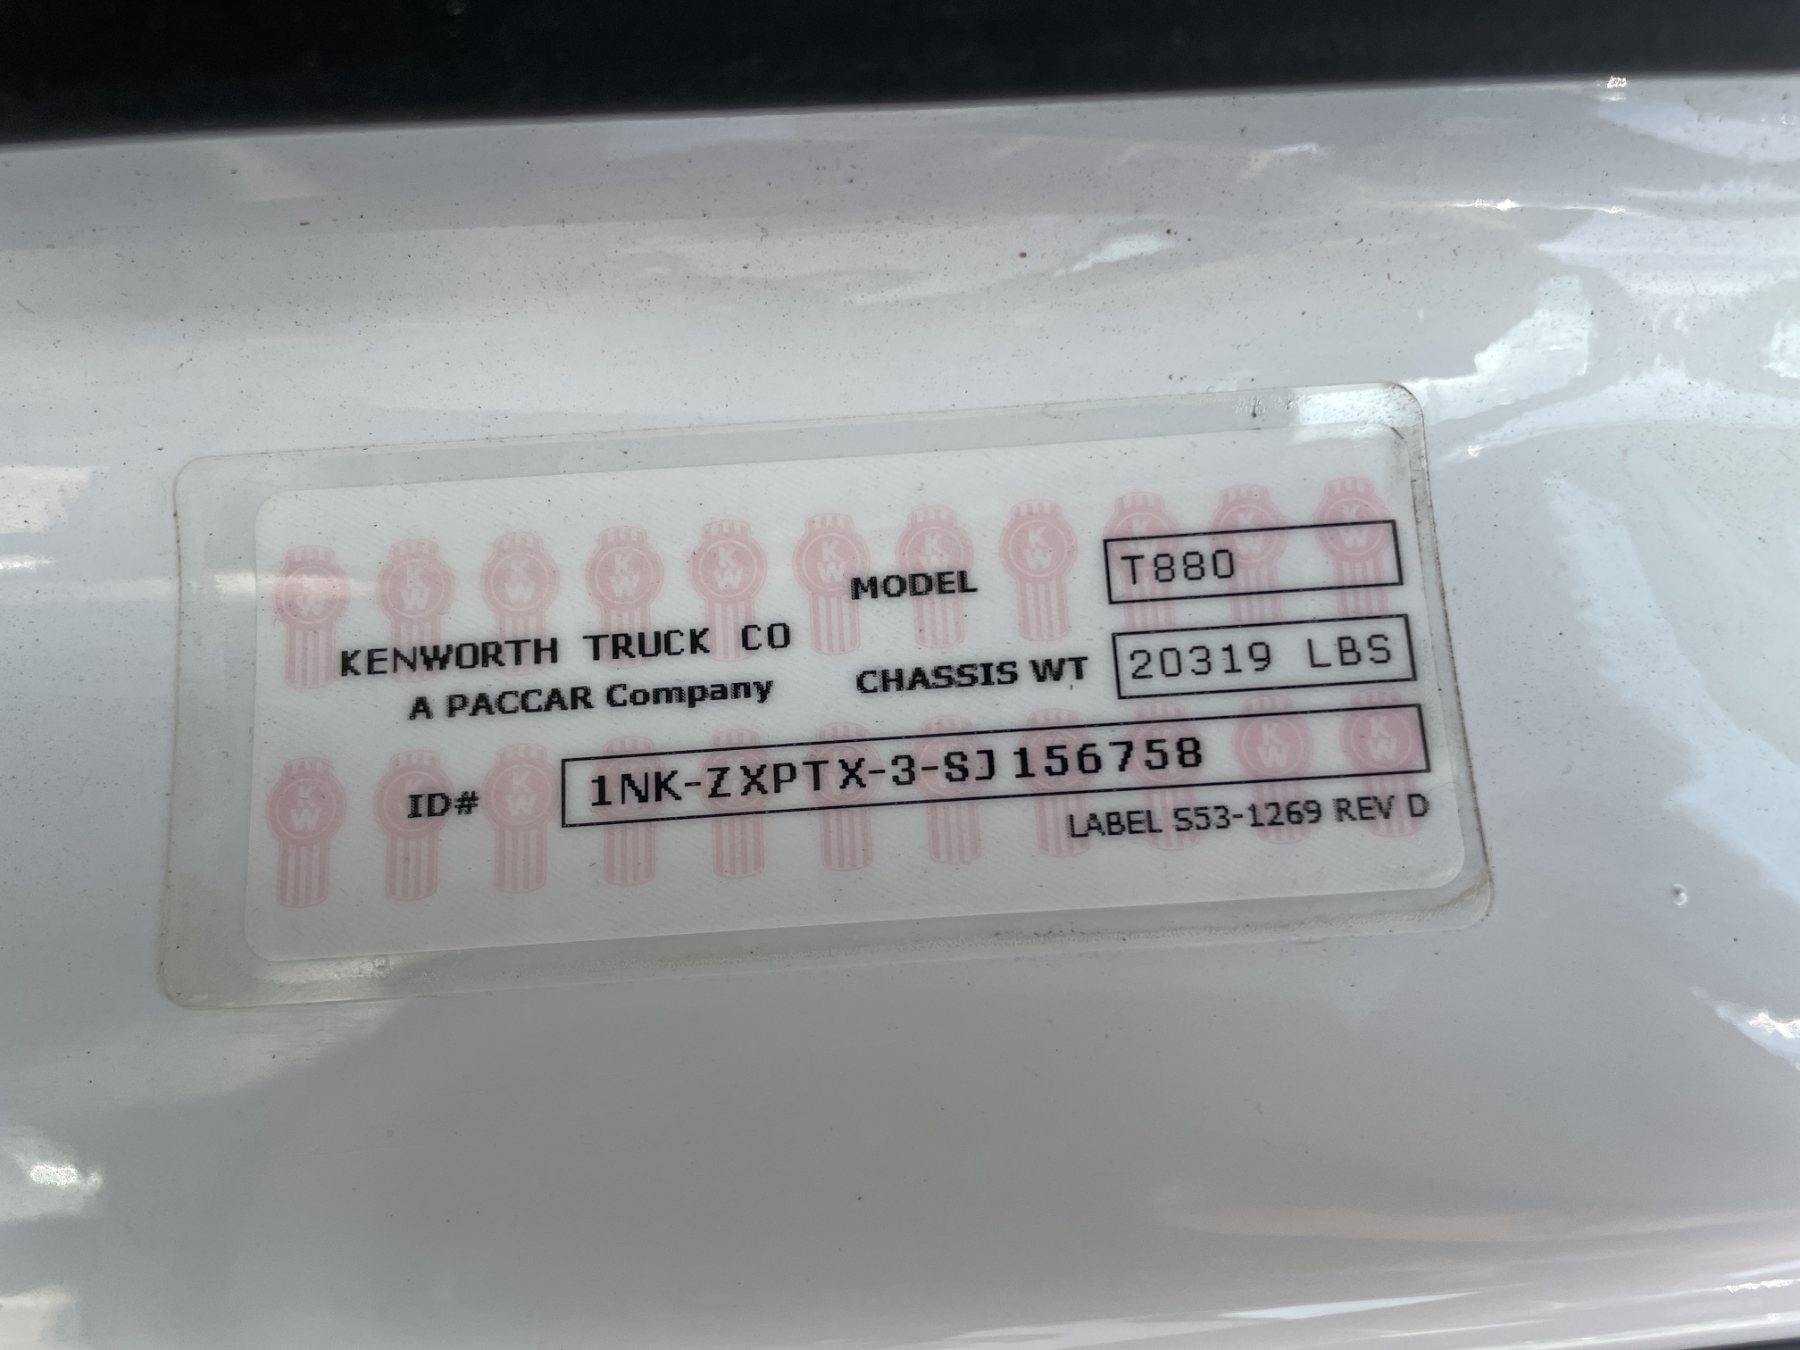 MODEL T880
KENWORTH TRUCK CO
A PACCAR Company
CHASSIS WT 20319 LBS
ID# 1NK-ZXPTX-3-SJ156758
LABEL S53-1269 REV D